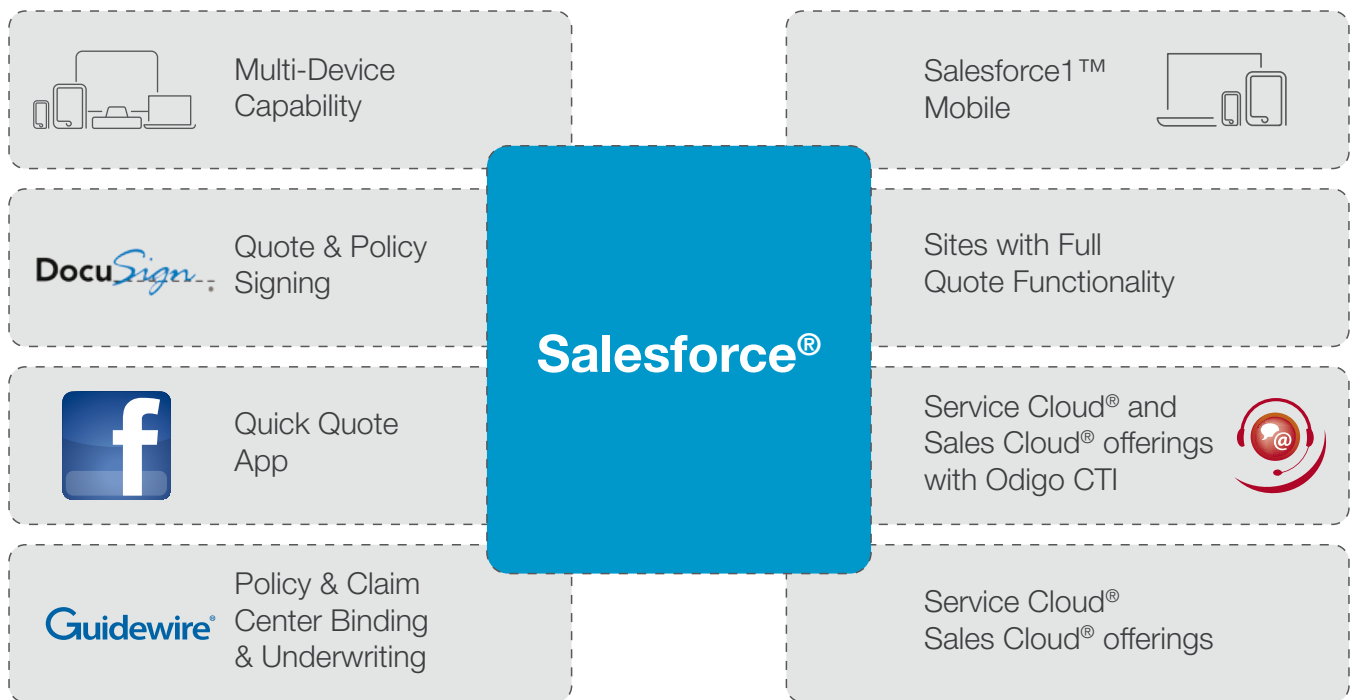 Multi-Device
Capability
DocuSign
Quote & Policy
Signing
f
Quick Quote
App
Guidewire®
Policy & Claim
Center Binding
& Underwriting
Salesforce®
Salesforce1™
Mobile
Sites with Full
Quote Functionality
Service Cloud® and
Sales Cloud® offerings
with Odigo CTI
@
Service Cloud®
Sales Cloud® offerings